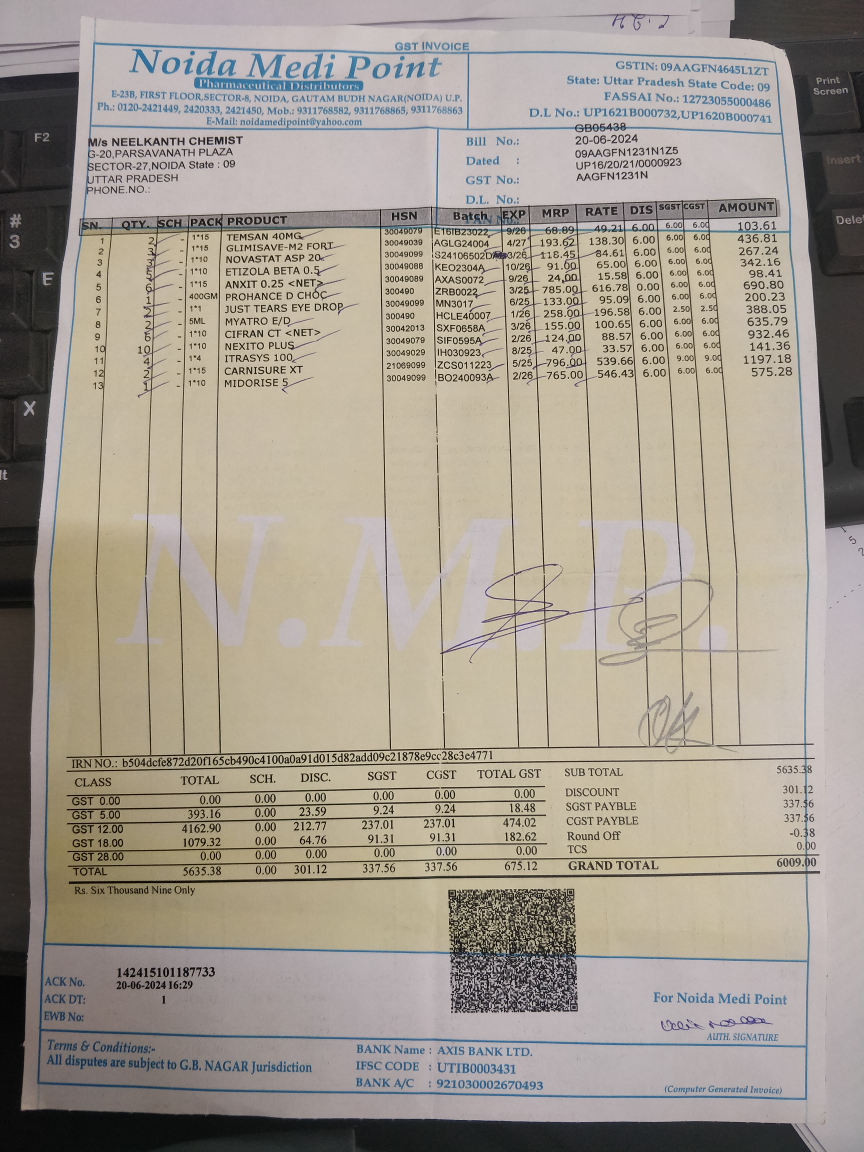 GST INVOICE
Noida Medi Point
Pharmaceutical Distributors
E-23B, FIRST FLOOR,SECTOR-8, NOIDA, GAUTAM BUDH NAGAR(NOIDA) U.P.
Ph.: 0120-2421449, 2420333, 2421450, Mob.: 9311768582, 9311768865, 9311768863
E-Mail: noidamedipoint@yahoo.com
GSTIN: 09AAGFN4645L1ZT
State: Uttar Pradesh State Code: 09
FASSAI No.: 12723055000486
D.L No.: UP1621B000732,UP1620B000741
M/s NEELKANTH CHEMIST
G-20,PARSAVANATH PLAZA
SECTOR-27,NOIDA State : 09
UTTAR PRADESH
PHONE.NO.:
GB05438
Bill No.: 20-06-2024
Dated : 09AAGFN1231N1Z5
UP16/20/21/0000923
GST No.: AAGFN1231N
D.L. No.:
PAN No.
SN. QTY. SCH PACK PRODUCT HSN Batch EXP MRP RATE DIS SGST CGST AMOUNT
1 2 - 1*15 TEMSAN 40MG 30049079 E16IB23022 9/26 68.89 49.21 6.00 6.00 6.00 103.61
2 3 - 1*15 GLIMISAVE-M2 FORT 30049039 AGLG24004 4/27 193.62 138.30 6.00 6.00 6.00 436.81
3 3 - 1*10 NOVASTAT ASP 20 30049099 3/26 118.45 84.61 6.00 6.00 6.00 267.24
4 5 - 1*10 ETIZOLA BETA 0.5 30049088 KEO2304A 10/26 91.00 65.00 6.00 6.00 6.00 342.16
5 6 - 1*15 ANXIT 0.25 <NET> 30049089 AXAS0072 9/26 24.00 15.58 6.00 6.00 6.00 98.41
6 1 - 400GM PROHANCE D CHOC 300490 ZRB0022 3/25 785.00 616.78 0.00 6.00 6.00 690.80
7 2 - 1*1 JUST TEARS EYE DROP 30049099 MN3017 6/25 133.00 95.09 6.00 6.00 6.00 200.23
8 2 - 5ML MYATRO E/D 300490 HCLE40007 1/26 258.00 196.58 6.00 2.50 2.50 388.05
9 6 - 1*10 CIFRAN CT <NET> 30042013 SXF0658A 3/26 155.00 100.65 6.00 6.00 6.00 635.79
10 10 - 1*10 NEXITO PLUS 30049079 SIF0595A 2/26 124.00 88.57 6.00 6.00 6.00 932.46
11 4 - 1*4 ITRASYS 100 30049029 IH030923 8/25 47.00 33.57 6.00 6.00 6.00 141.36
12 2 - 1*15 CARNISURE XT 21069099 ZCS011223 5/25 796.00 539.66 6.00 9.00 9.00 1197.18
13 1 - 1*10 MIDORISE 5 30049099 BO240093A 2/26 765.00 546.43 6.00 6.00 6.00 575.28
N.M.P.
IRN NO.: b504dcfe872d20f165cb490c4100a0a91d015d82add09c21878e9cc28c3e4771
CLASS TOTAL SCH. DISC. SGST CGST TOTAL GST
GST 0.00 0.00 0.00 0.00 0.00 0.00 0.00
GST 5.00 393.16 0.00 23.59 9.24 9.24 18.48
GST 12.00 4162.90 0.00 212.77 237.01 237.01 474.02
GST 18.00 1079.32 0.00 64.76 91.31 91.31 182.62
GST 28.00 0.00 0.00 0.00 0.00 0.00 0.00
TOTAL 5635.38 0.00 301.12 337.56 337.56 675.12
SUB TOTAL 5635.38
DISCOUNT 301.12
SGST PAYBLE 337.56
CGST PAYBLE 337.56
Round Off -0.38
TCS 0.00
GRAND TOTAL 6009.00
Rs. Six Thousand Nine Only
ACK No. 142415101187733
ACK DT: 20-06-2024 16:29
EWB No: 1
For Noida Medi Point
AUTH. SIGNATURE
Terms & Conditions:-
All disputes are subject to G.B. NAGAR Jurisdiction
BANK Name : AXIS BANK LTD.
IFSC CODE : UTIB0003431
BANK A/C : 921030002670493
(Computer Generated Invoice)
F2
#
3
E
X
Print
Screen
Insert
Delet